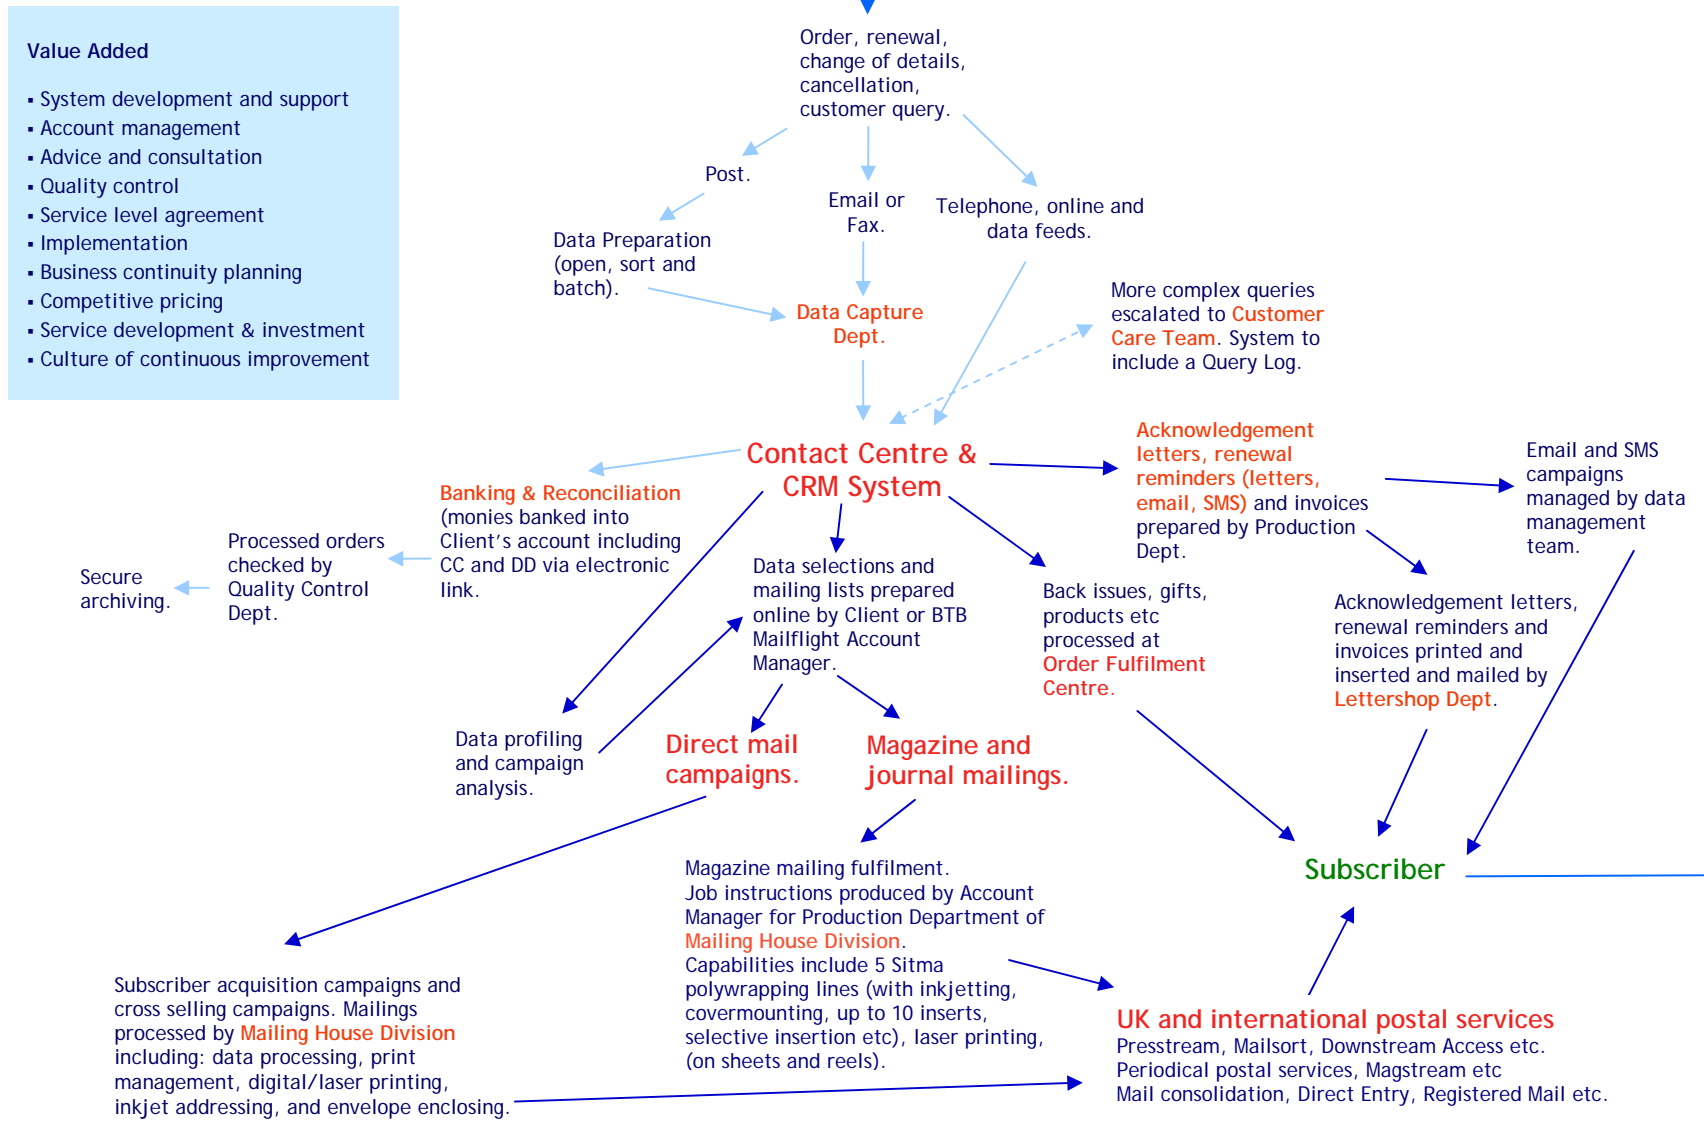 Value Added
▪ System development and support
▪ Account management
▪ Advice and consultation
▪ Quality control
▪ Service level agreement
▪ Implementation
▪ Business continuity planning
▪ Competitive pricing
▪ Service development & investment
▪ Culture of continuous improvement
Order, renewal,
change of details,
cancellation,
customer query.
Post.
Email or
Fax.
Telephone, online and
data feeds.
Data Preparation
(open, sort and
batch).
Data Capture
Dept.
More complex queries
escalated to Customer
Care Team. System to
include a Query Log.
Contact Centre &
CRM System
Banking & Reconciliation
(monies banked into
Client's account including
CC and DD via electronic
link.
Processed orders
checked by
Quality Control
Dept.
Secure
archiving.
Acknowledgement
letters, renewal
reminders (letters,
email, SMS) and invoices
prepared by Production
Dept.
Email and SMS
campaigns
managed by data
management
team.
Data selections and
mailing lists prepared
online by Client or BTB
Mailflight Account
Manager.
Back issues, gifts,
products etc
processed at
Order Fulfilment
Centre.
Acknowledgement letters,
renewal reminders and
invoices printed and
inserted and mailed by
Lettershop Dept.
Data profiling
and campaign
analysis.
Direct mail
campaigns.
Magazine and
journal mailings.
Subscriber
Magazine mailing fulfilment.
Job instructions produced by Account
Manager for Production Department of
Mailing House Division.
Capabilities include 5 Sitma
polywrapping lines (with inkjetting,
covermounting, up to 10 inserts,
selective insertion etc), laser printing,
(on sheets and reels).
Subscriber acquisition campaigns and
cross selling campaigns. Mailings
processed by Mailing House Division
including: data processing, print
management, digital/laser printing,
inkjet addressing, and envelope enclosing.
UK and international postal services
Presstream, Mailsort, Downstream Access etc.
Periodical postal services, Magstream etc
Mail consolidation, Direct Entry, Registered Mail etc.